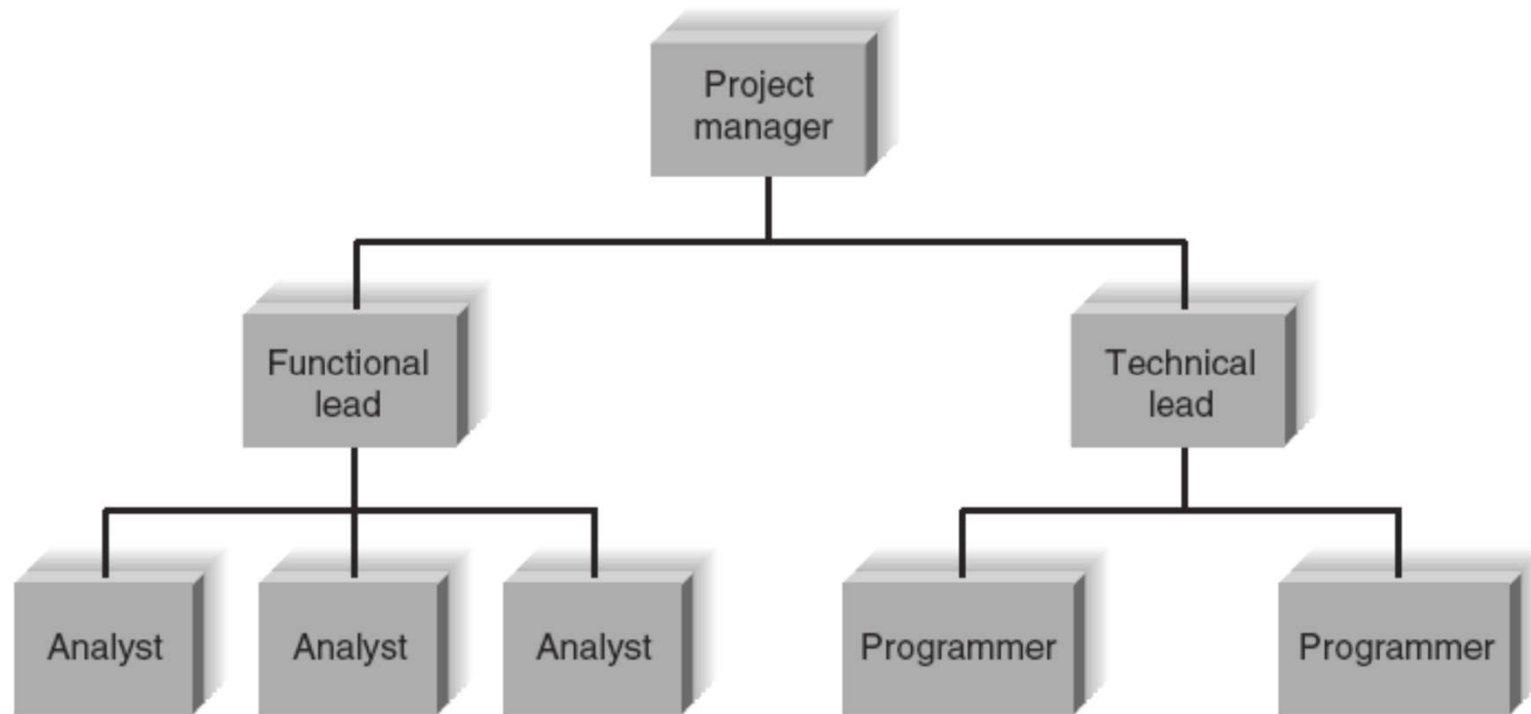 Project
manager
Functional
lead
Technical
lead
Analyst
Analyst
Analyst
Programmer
Programmer